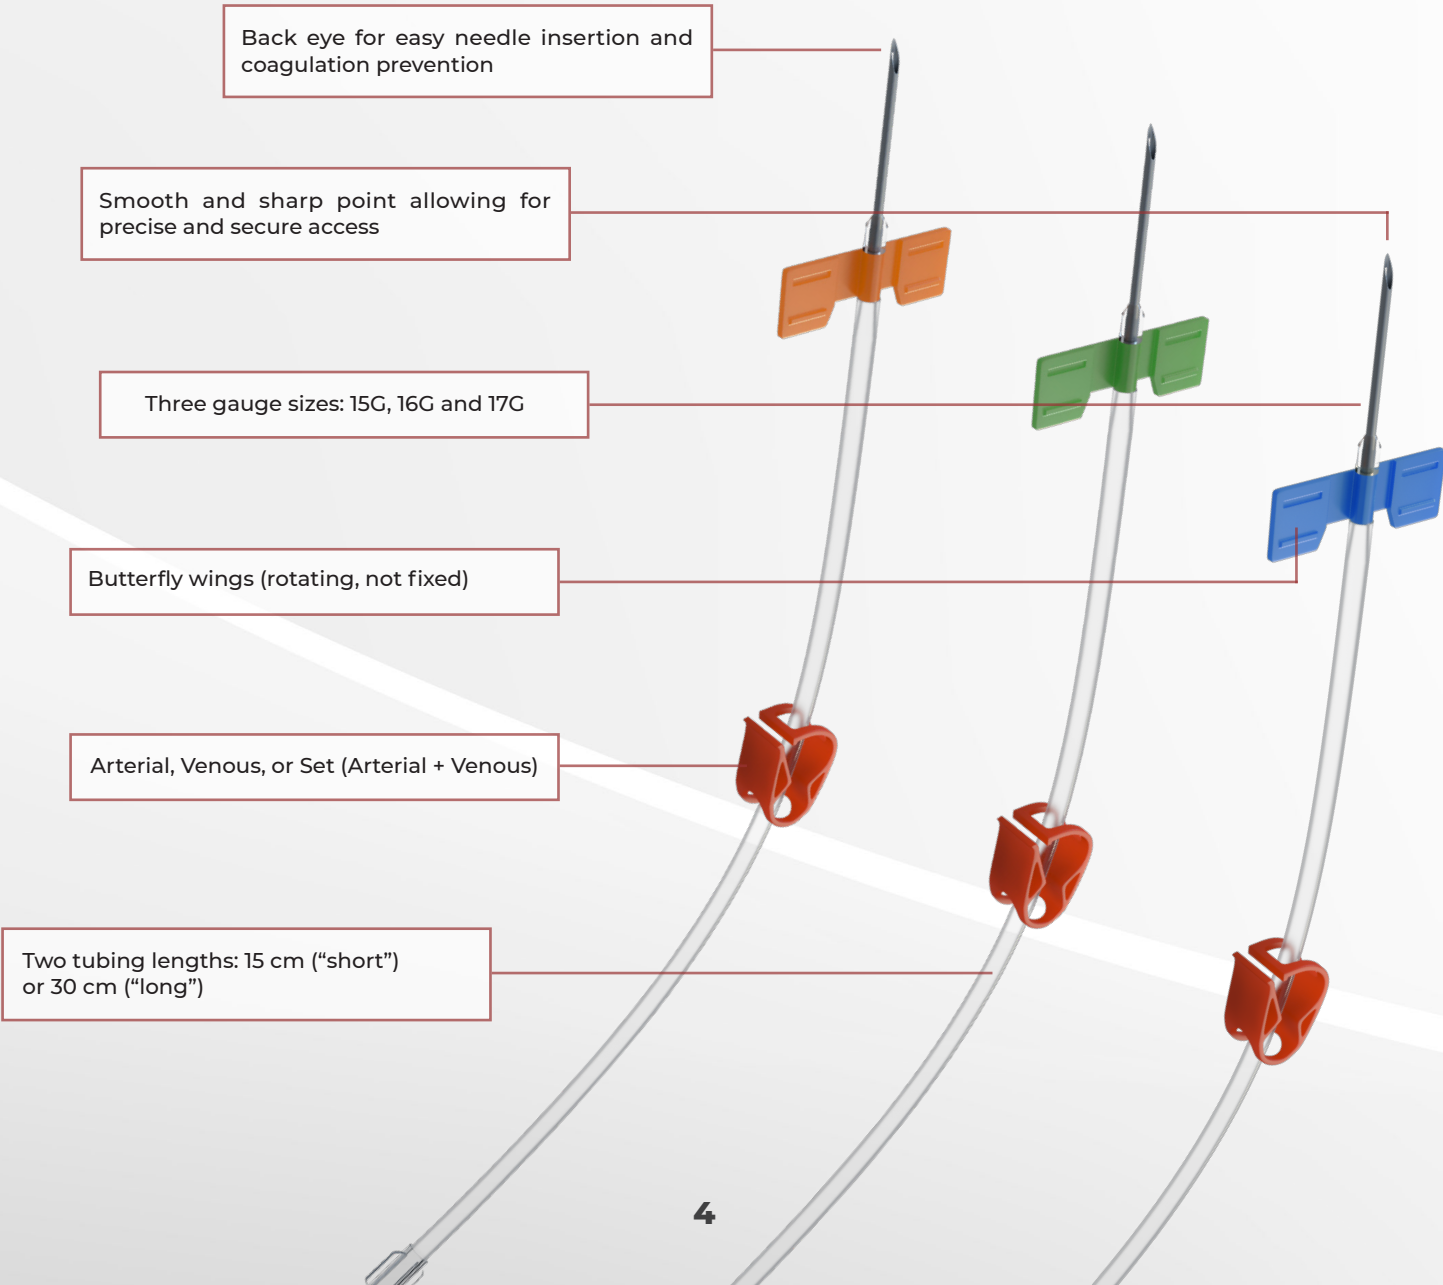 Back eye for easy needle insertion and
coagulation prevention
Smooth and sharp point allowing for
precise and secure access
Three gauge sizes: 15G, 16G and 17G
Butterfly wings (rotating, not fixed)
Arterial, Venous, or Set (Arterial + Venous)
Two tubing lengths: 15 cm (“short”)
or 30 cm (“long”)
4